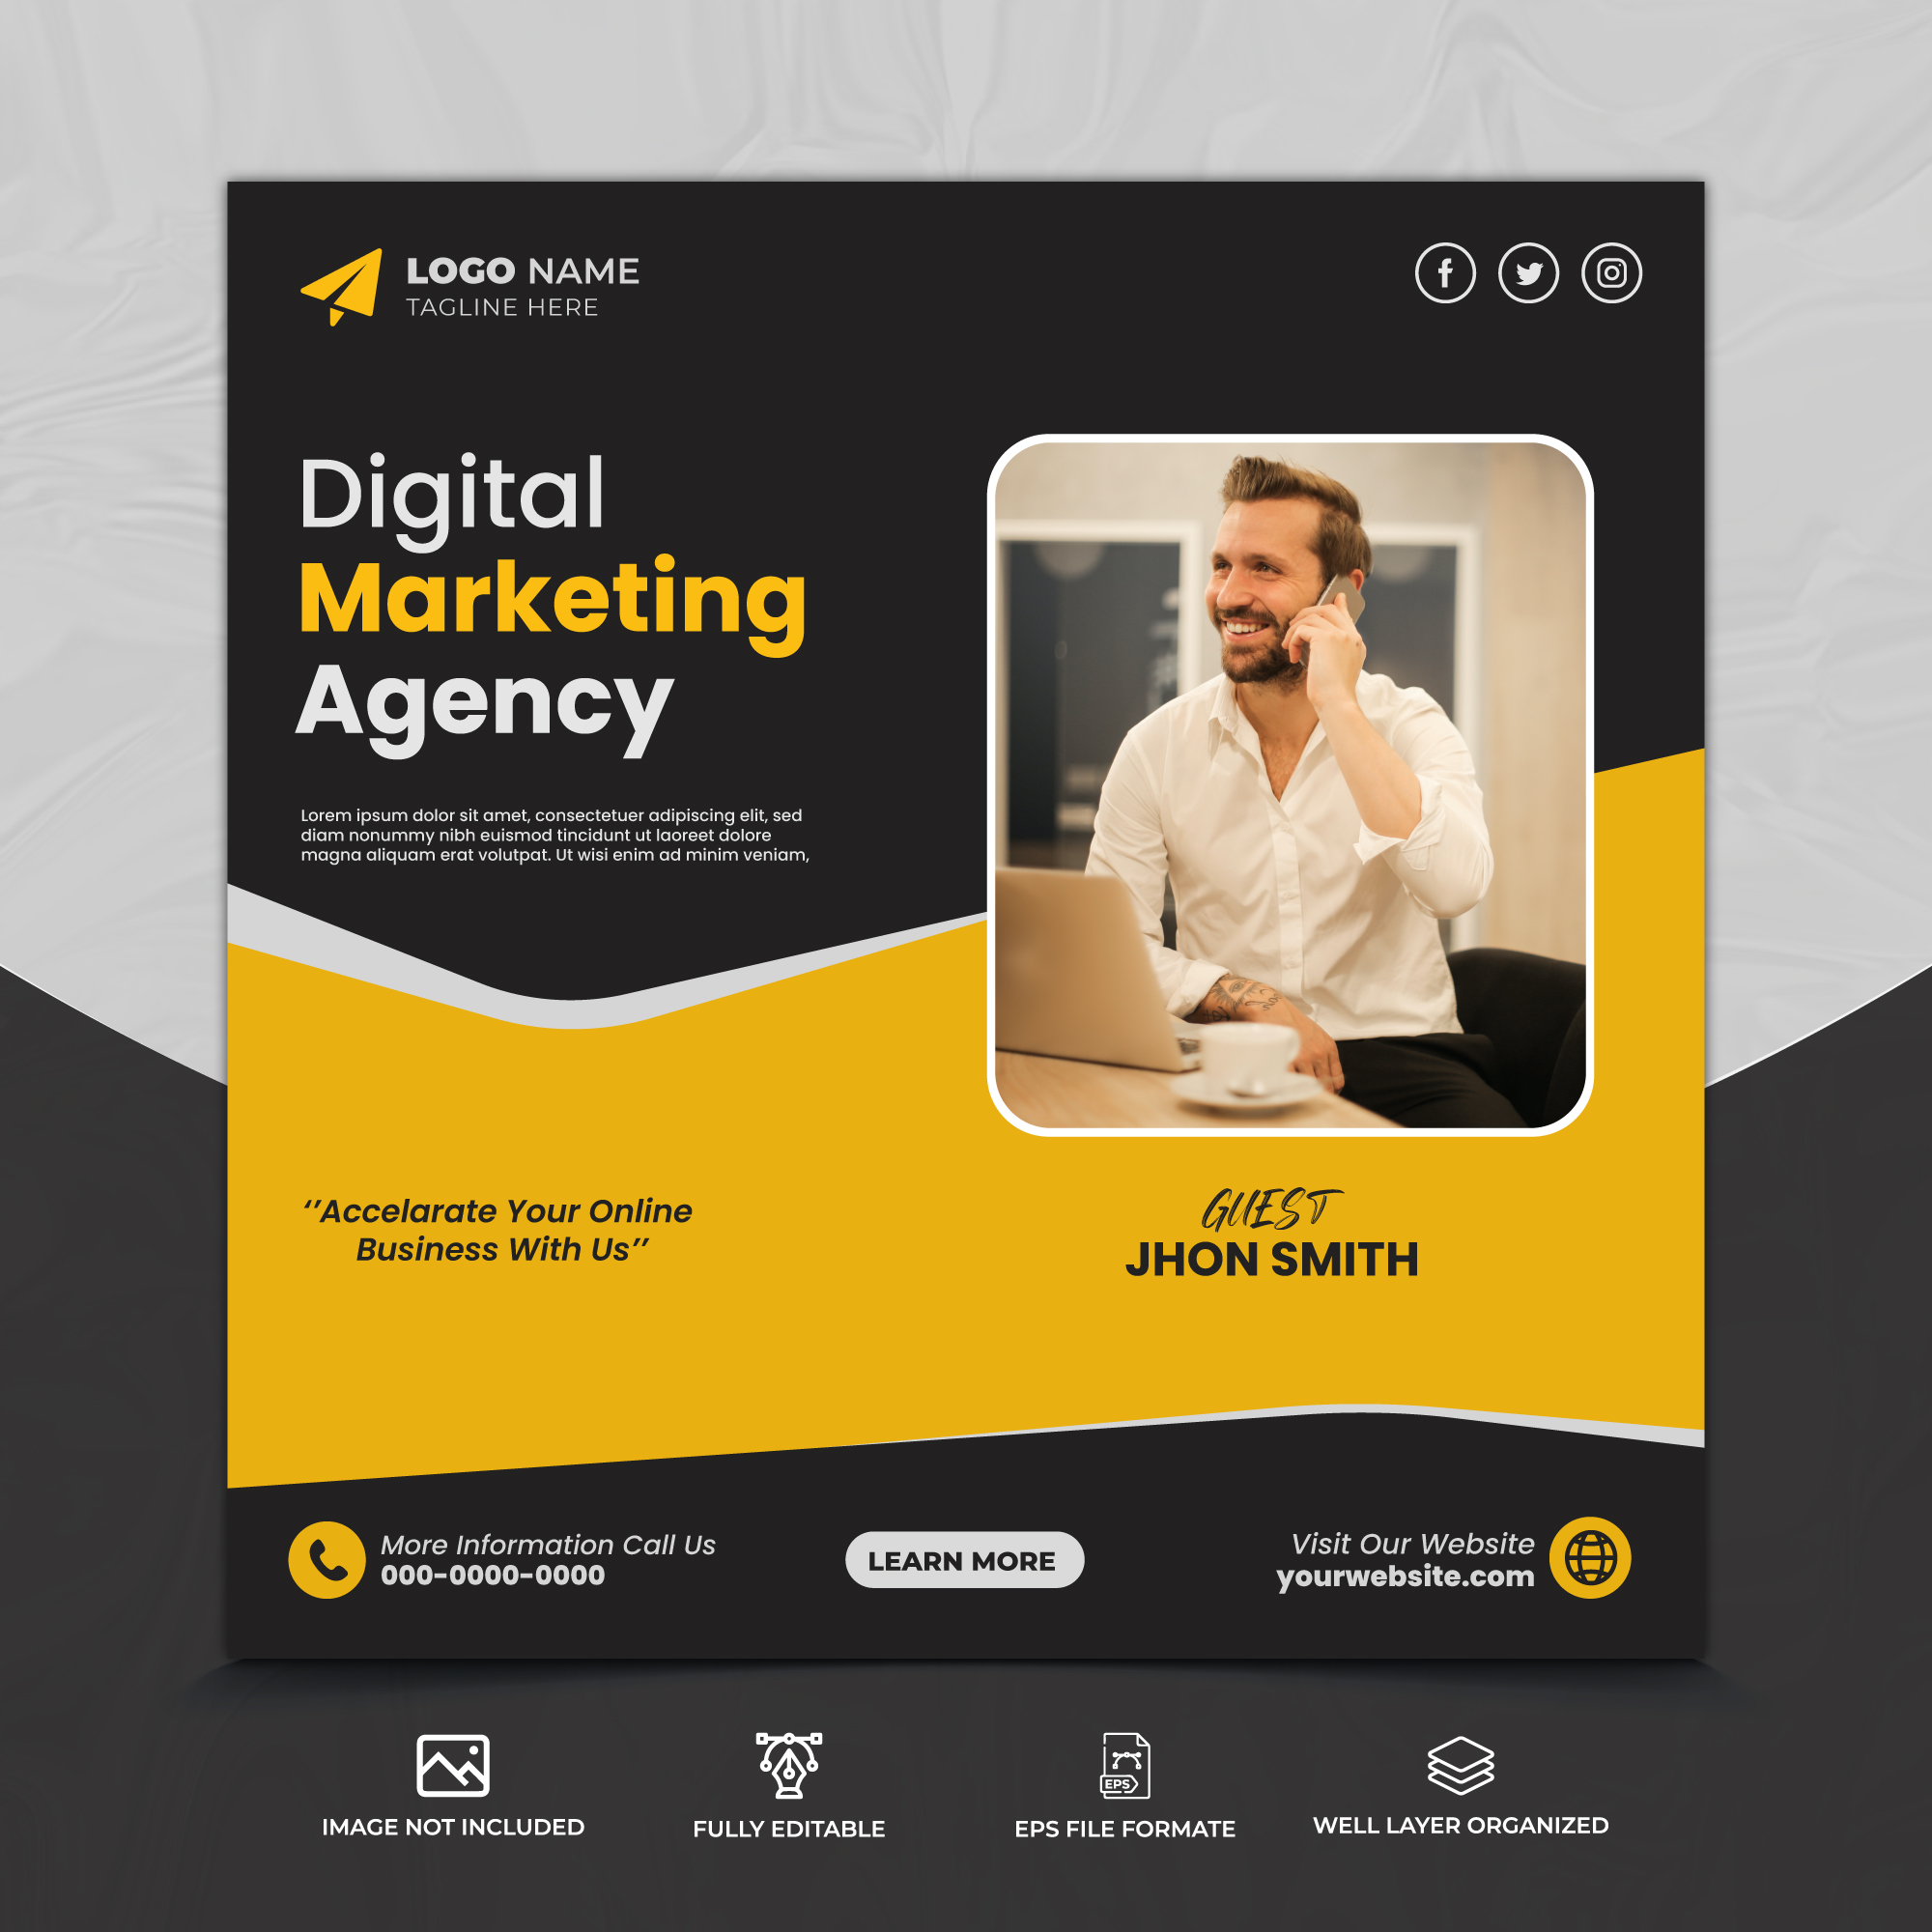 LOGO NAME
TAGLINE HERE
Digital
Marketing
Agency
Lorem ipsum dolor sit amet, consectetuer adipiscing elit, sed
diam nonummy nibh euismod tincidunt ut laoreet dolore
magna aliquam erat volutpat. Ut wisi enim ad minim veniam,
‘’Accelarate Your Online
Business With Us’’
GUEST
JHON SMITH
More Information Call Us
000-0000-0000
LEARN MORE
Visit Our Website
yourwebsite.com
EPS
IMAGE NOT INCLUDED
FULLY EDITABLE
EPS FILE FORMATE
WELL LAYER ORGANIZED